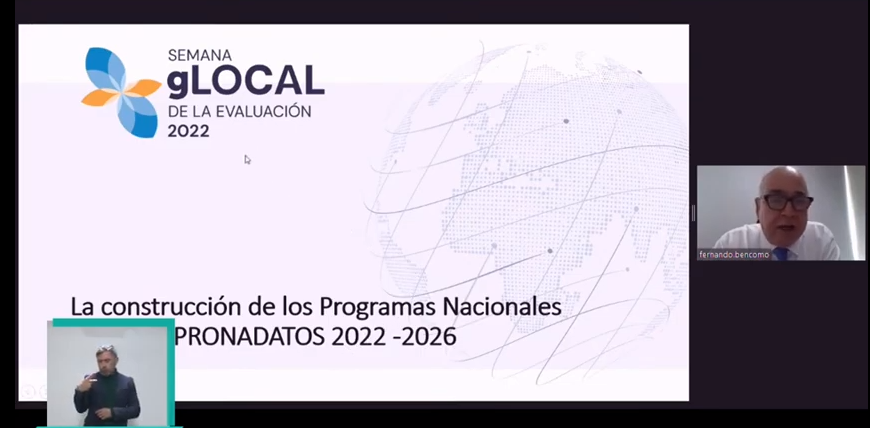 SEMANA
gLOCAL
DE LA EVALUACIÓN
2022
La construcción de los Programas Nacionales
PRONADATOS 2022 -2026
fernando.bencomo